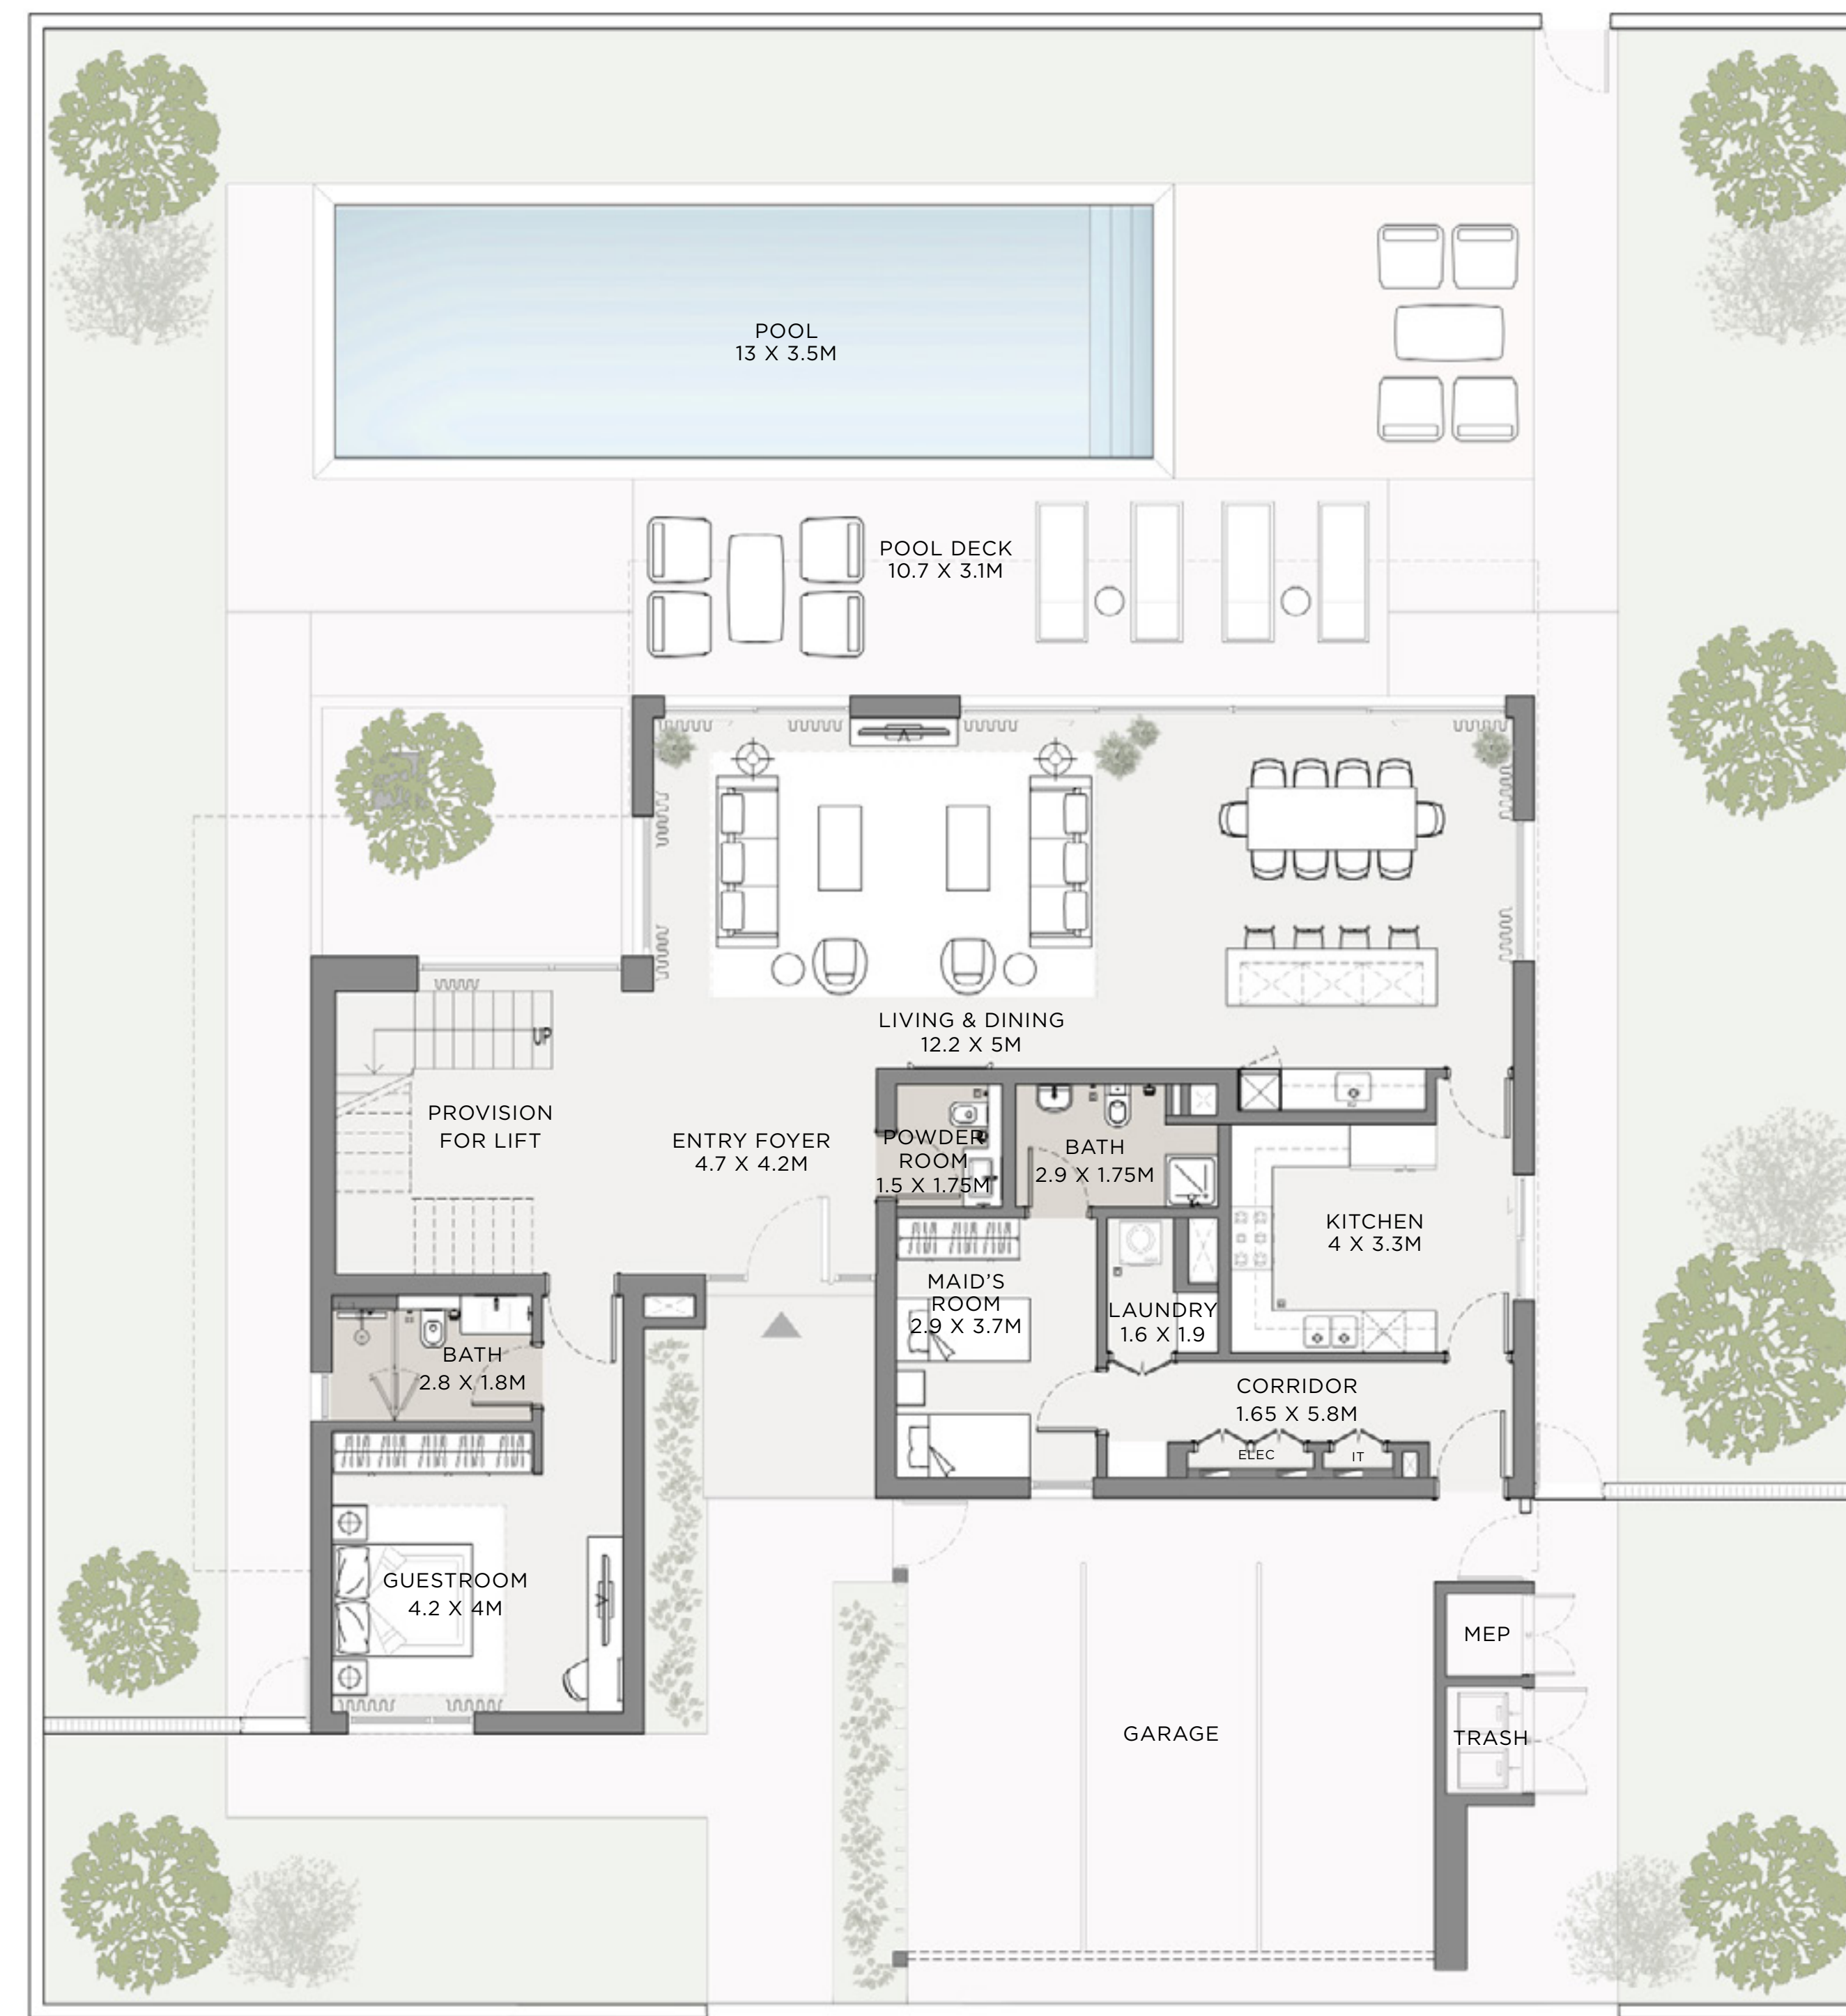 POOL
13 X 3.5M
POOL DECK
10.7 X 3.1M
LIVING & DINING
12.2 X 5M
UP
PROVISION
FOR LIFT
ENTRY FOYER
4.7 X 4.2M
POWDER
ROOM
1.5 X 1.75M
BATH
2.9 X 1.75M
KITCHEN
4 X 3.3M
MAID'S
ROOM
2.9 X 3.7M
LAUNDRY
1.6 X 1.9
BATH
2.8 X 1.8M
CORRIDOR
1.65 X 5.8M
ELEC
IT
GUESTROOM
4.2 X 4M
MEP
GARAGE
TRASH